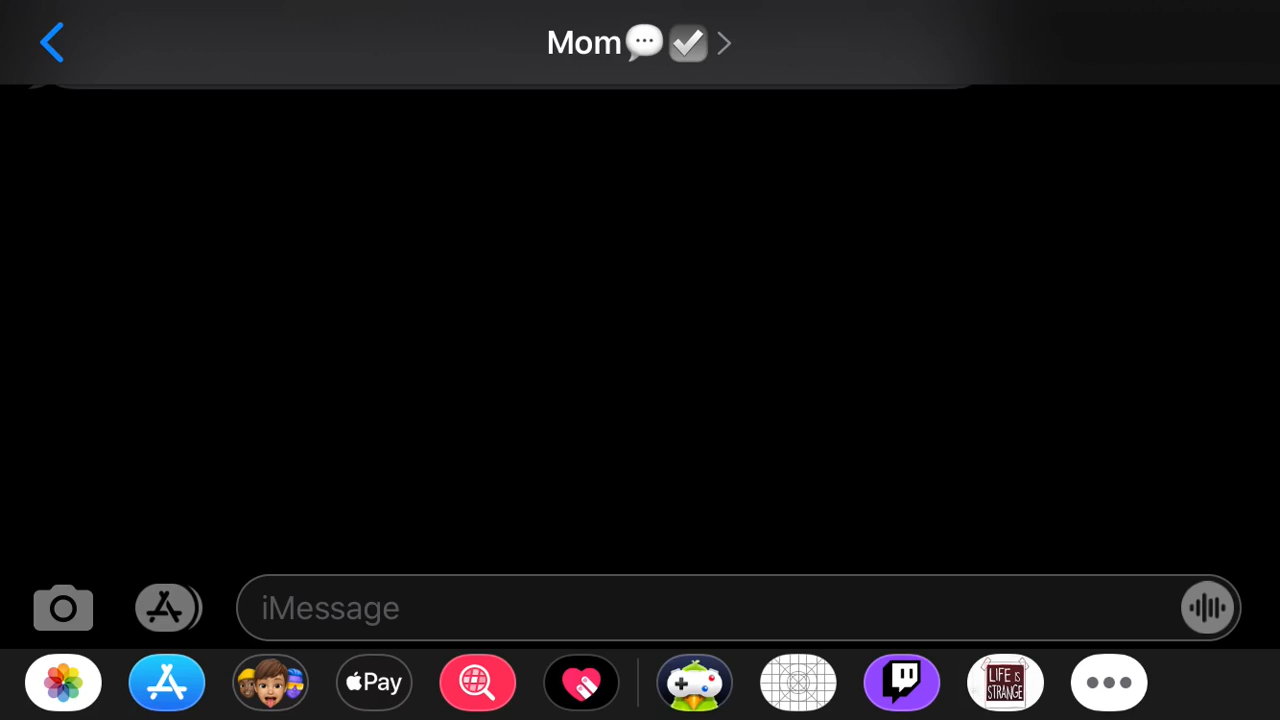 Mom💬☑️
iMessage
Pay
LIFE IS
STRANGE